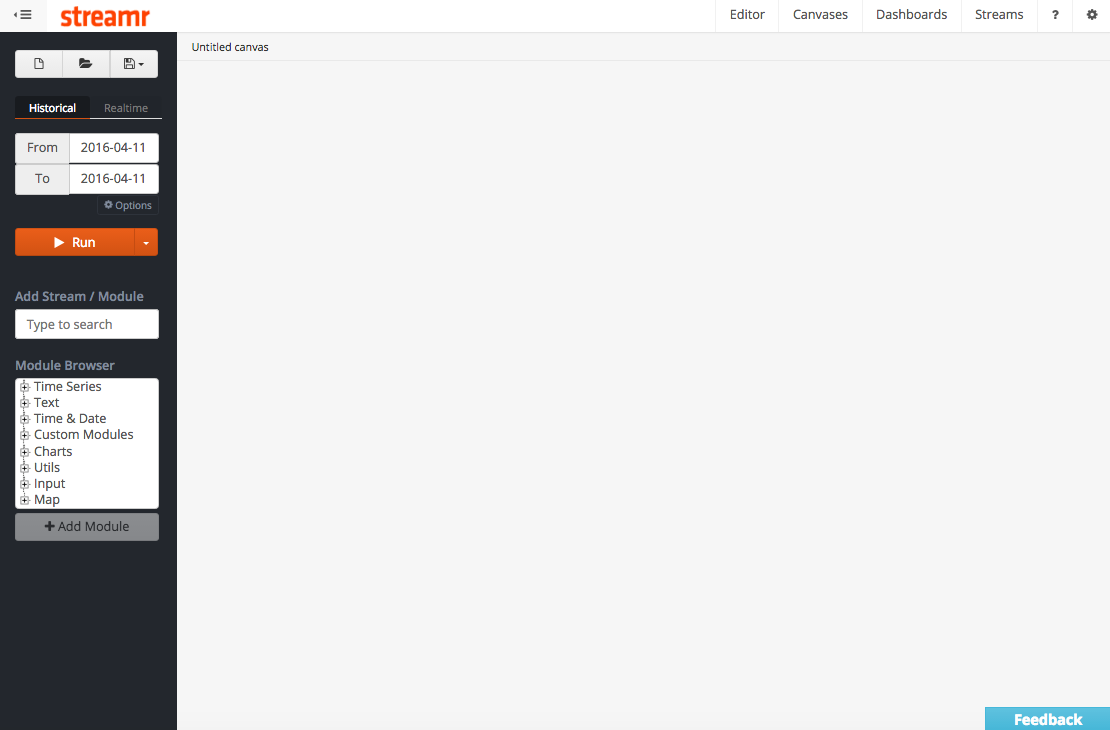 streamr
Editor Canvases Dashboards Streams ?
Untitled canvas
Historical Realtime
From 2016-04-11
To 2016-04-11
Options
Run
Add Stream / Module
Type to search
Module Browser
Time Series
Text
Time & Date
Custom Modules
Charts
Utils
Input
Map
Add Module
Feedback